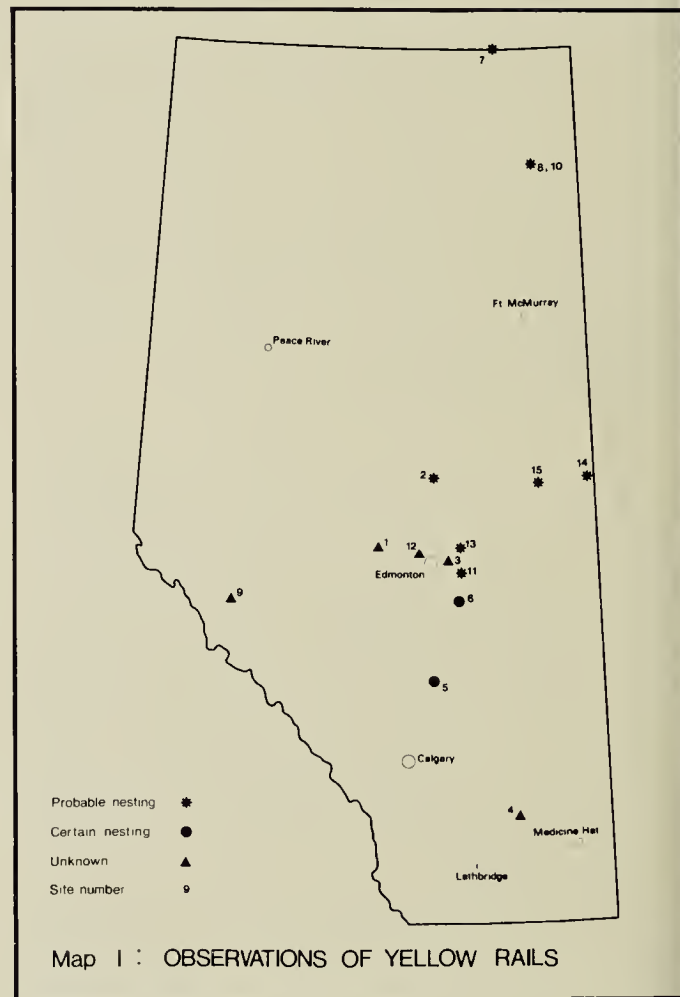 7
8, 10
Ft McMurray
Peace River
2
15
14
1
12
13
3
Edmonton
11
9
6
5
Calgary
4
Medicine Hat
Lethbridge
Probable nesting
Certain nesting
Unknown
Site number 9
Map I : OBSERVATIONS OF YELLOW RAILS